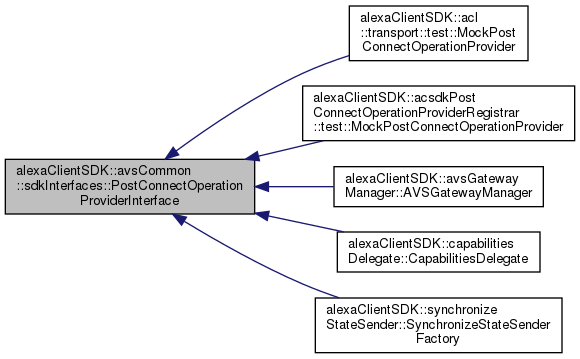 alexaClientSDK::acl
::transport::test::MockPost
ConnectOperationProvider
alexaClientSDK::acsdkPost
ConnectOperationProviderRegistrar
::test::MockPostConnectOperationProvider
alexaClientSDK::avsCommon
::sdkInterfaces::PostConnectOperation
ProviderInterface
alexaClientSDK::avsGateway
Manager::AVSGatewayManager
alexaClientSDK::capabilities
Delegate::CapabilitiesDelegate
alexaClientSDK::synchronize
StateSender::SynchronizeStateSender
Factory